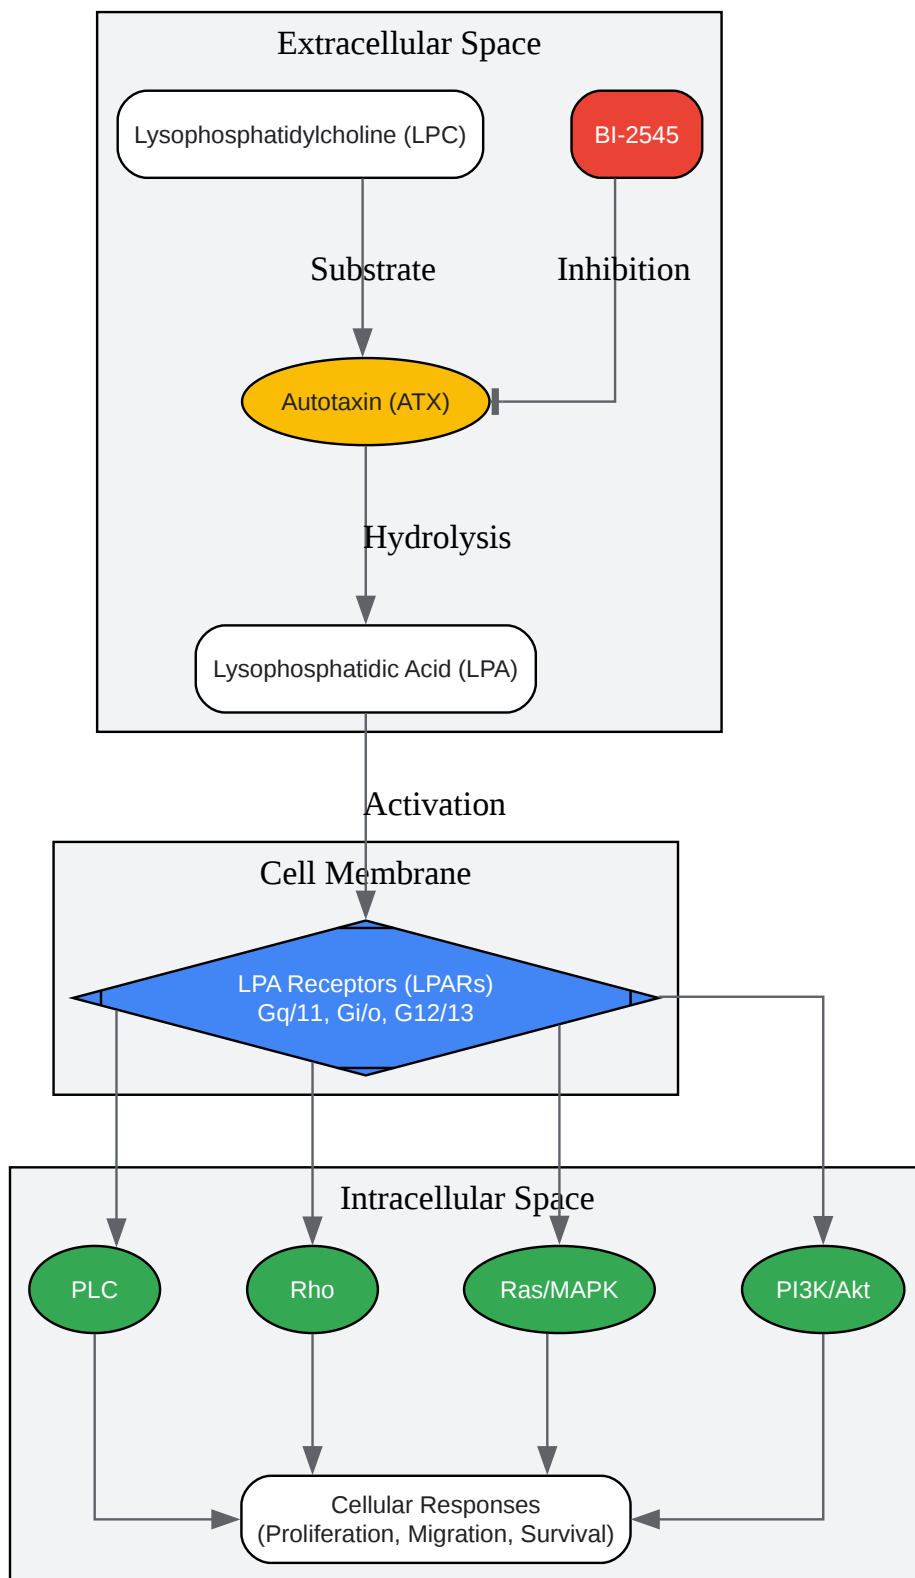 Extracellular Space
Lysophosphatidylcholine (LPC)
BI-2545
Substrate
Inhibition
Autotaxin (ATX)
Hydrolysis
Lysophosphatidic Acid (LPA)
Activation
Cell Membrane
LPA Receptors (LPARs)
Gq/11, Gi/o, G12/13
Intracellular Space
PLC
Rho
Ras/MAPK
PI3K/Akt
Cellular Responses
(Proliferation, Migration, Survival)